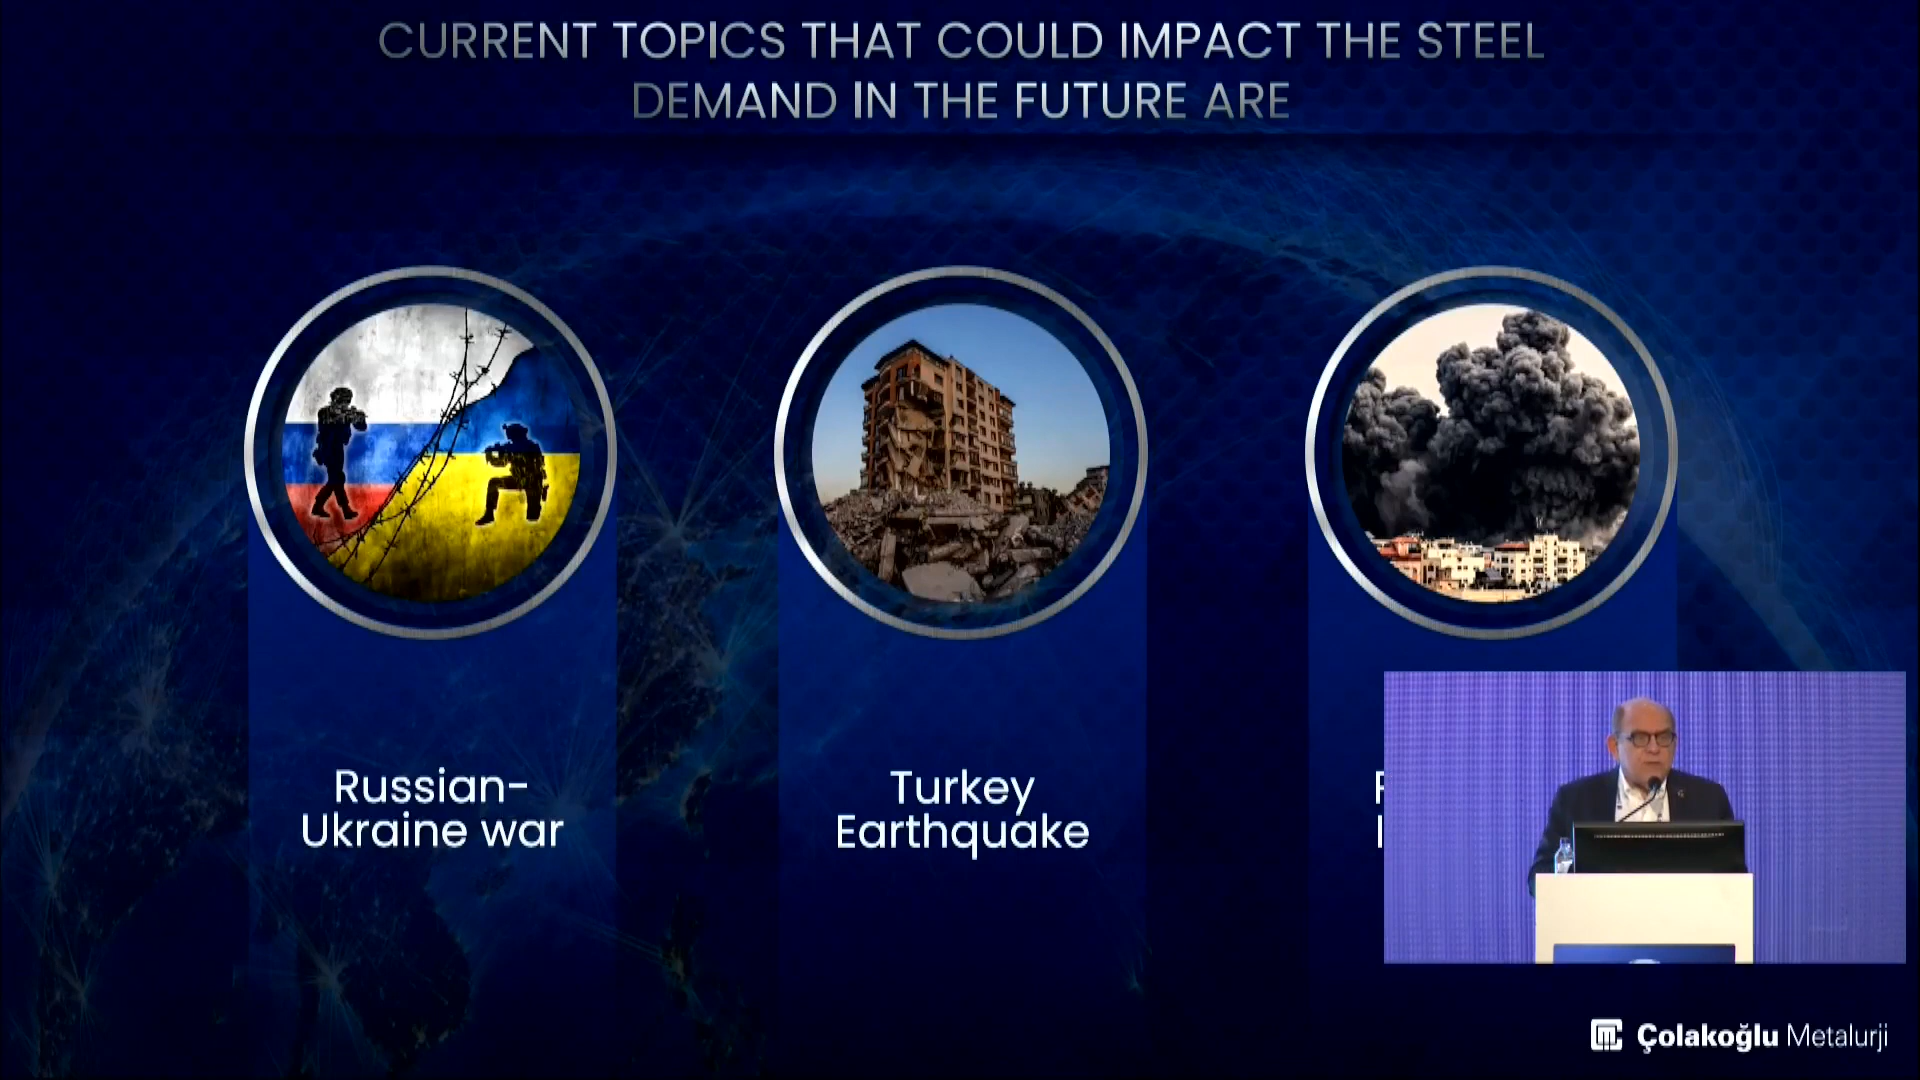 CURRENT TOPICS THAT COULD IMPACT THE STEEL
DEMAND IN THE FUTURE ARE
Russian-
Ukraine war
Turkey
Earthquake
Çolakoğlu Metalurji